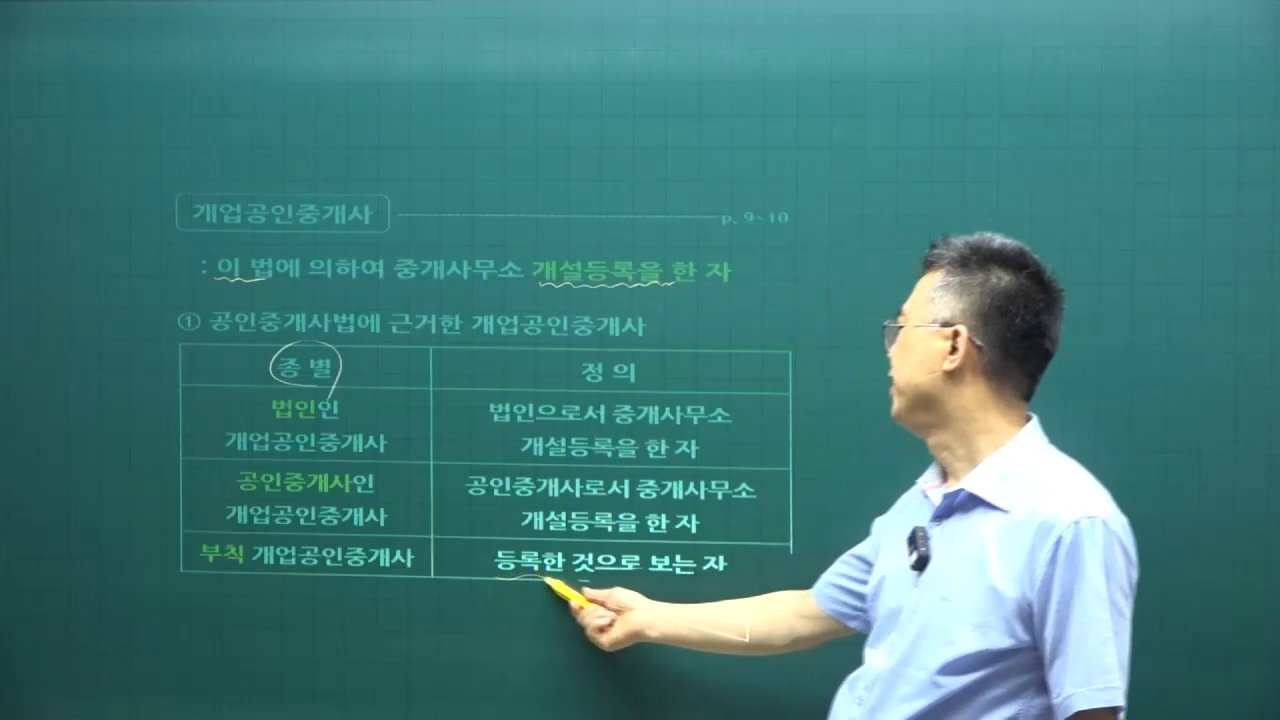 개업공인중개사 p. 9~10
: 이 법에 의하여 중개사무소 개설등록을 한 자
① 공인중개사법에 근거한 개업공인중개사
종 별 정 의
법인인
개업공인중개사
법인으로서 중개사무소
개설등록을 한 자
공인중개사인
개업공인중개사
공인중개사로서 중개사무소
개설등록을 한 자
부칙 개업공인중개사 등록한 것으로 보는 자